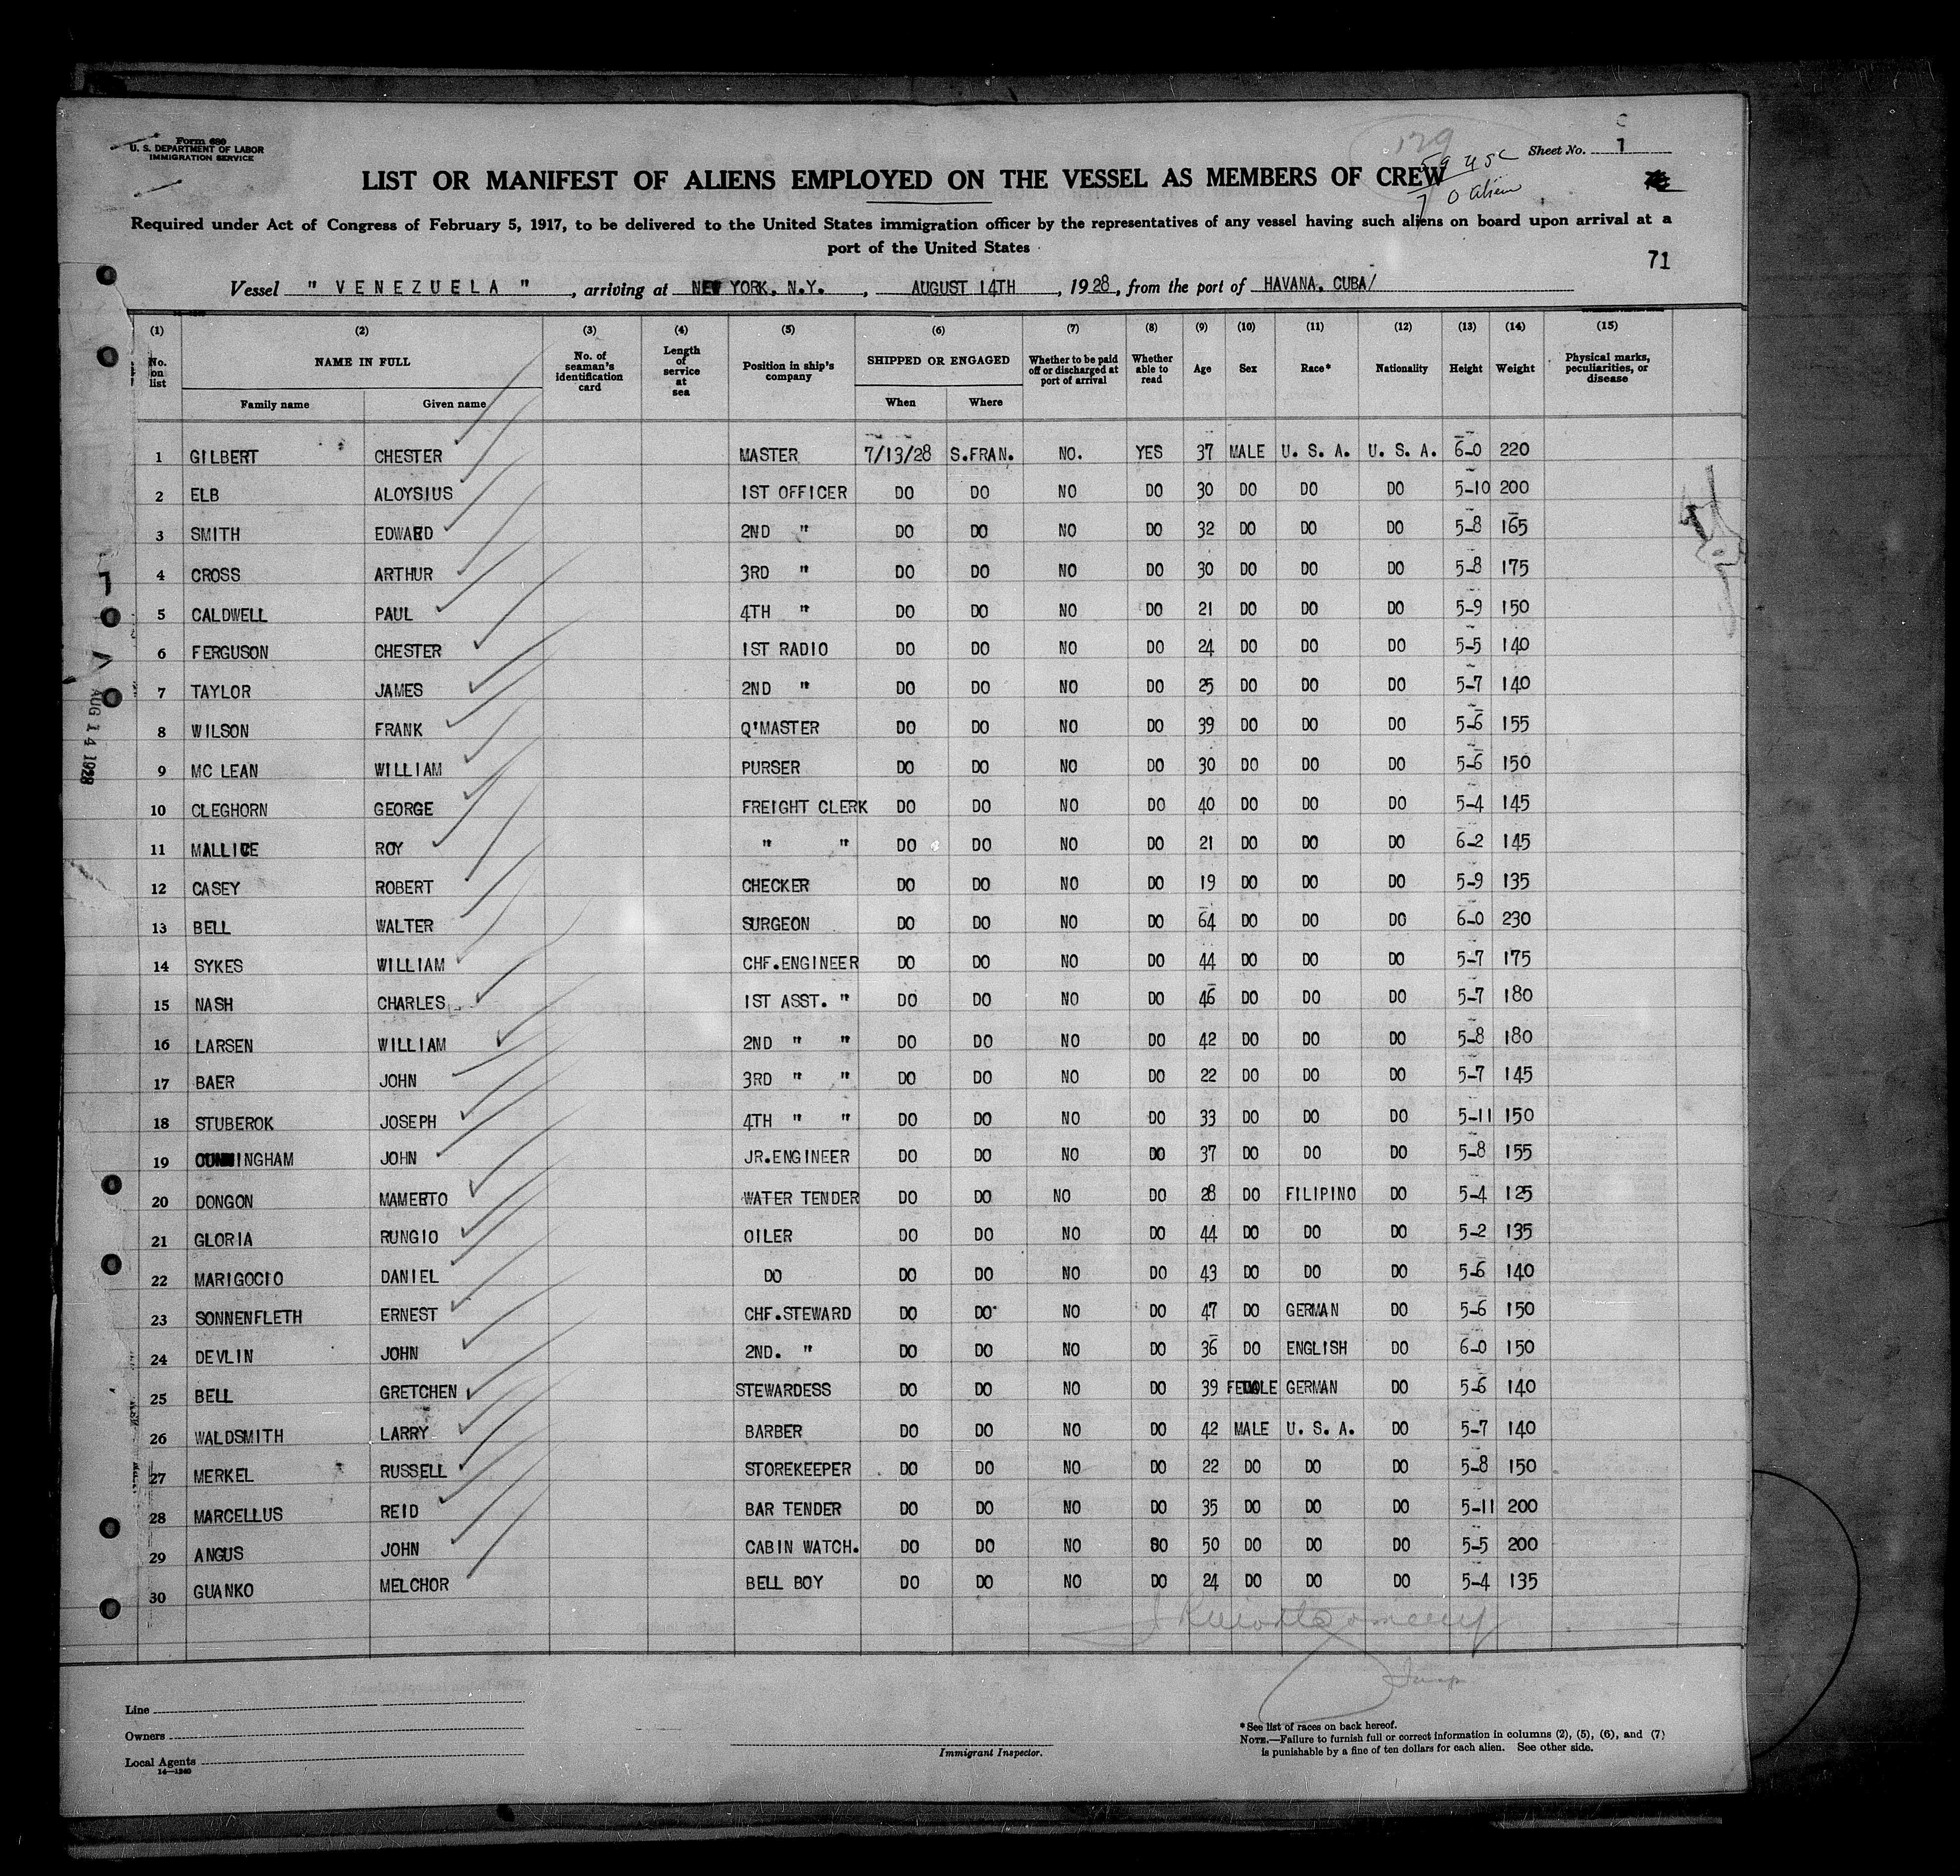 Form 680
U. S. DEPARTMENT OF LABOR
IMMIGRATION SERVICE
Sheet No. 1
129
59 USC
0 alien
LIST OR MANIFEST OF ALIENS EMPLOYED ON THE VESSEL AS MEMBERS OF CREW
Required under Act of Congress of February 5, 1917, to be delivered to the United States immigration officer by the representatives of any vessel having such aliens on board upon arrival at a
port of the United States
71
Vessel " VENEZUELA ", arriving at NEW YORK, N.Y., AUGUST 14TH, 1928, from the port of HAVANA, CUBA/
(1) (2) (3) (4) (5) (6) (7) (8) (9) (10) (11) (12) (13) (14) (15)
No. on list NAME IN FULL Family name Given name No. of seaman's identification card Length of service at sea Position in ship's company SHIPPED OR ENGAGED When Where Whether to be paid off or discharged at port of arrival Whether able to read Age Sex Race* Nationality Height Weight Physical marks, peculiarities, or disease
1 GILBERT CHESTER MASTER 7/13/28 S.FRAN. NO. YES 37 MALE U. S. A. U. S. A. 6-0 220
2 ELB ALOYSIUS 1ST OFFICER DO DO NO DO 30 DO DO DO 5-10 200
3 SMITH EDWARD 2ND " DO DO NO DO 32 DO DO DO 5-8 165
4 CROSS ARTHUR 3RD " DO DO NO DO 30 DO DO DO 5-8 175
5 CALDWELL PAUL 4TH " DO DO NO DO 21 DO DO DO 5-9 150
6 FERGUSON CHESTER 1ST RADIO DO DO NO DO 24 DO DO DO 5-5 140
7 TAYLOR JAMES 2ND " DO DO NO DO 25 DO DO DO 5-7 140
8 WILSON FRANK Q'MASTER DO DO NO DO 39 DO DO DO 5-6 155
9 MC LEAN WILLIAM PURSER DO DO NO DO 30 DO DO DO 5-6 150
10 CLEGHORN GEORGE FREIGHT CLERK DO DO NO DO 40 DO DO DO 5-4 145
11 MALLICE ROY " " DO DO NO DO 21 DO DO DO 6-2 145
12 CASEY ROBERT CHECKER DO DO NO DO 19 DO DO DO 5-9 135
13 BELL WALTER SURGEON DO DO NO DO 64 DO DO DO 6-0 230
14 SYKES WILLIAM CHF.ENGINEER DO DO NO DO 44 DO DO DO 5-7 175
15 NASH CHARLES 1ST ASST. " DO DO NO DO 46 DO DO DO 5-7 180
16 LARSEN WILLIAM 2ND " " DO DO NO DO 42 DO DO DO 5-8 180
17 BAER JOHN 3RD " " DO DO NO DO 22 DO DO DO 5-7 145
18 STUBEROK JOSEPH 4TH " " DO DO NO DO 33 DO DO DO 5-11 150
19 CUNNINGHAM JOHN JR.ENGINEER DO DO NO DO 37 DO DO DO 5-8 155
20 DONGON MAMERTO WATER TENDER DO DO NO DO 28 DO FILIPINO DO 5-4 125
21 GLORIA RUNGIO OILER DO DO NO DO 44 DO DO DO 5-2 135
22 MARIGOCIO DANIEL DO DO DO NO DO 43 DO DO DO 5-6 140
23 SONNENFLETH ERNEST CHF.STEWARD DO DO NO DO 47 DO GERMAN DO 5-6 150
24 DEVLIN JOHN 2ND. " DO DO NO DO 36 DO ENGLISH DO 6-0 150
25 BELL GRETCHEN STEWARDESS DO DO NO DO 39 FEMALE GERMAN DO 5-6 140
26 WALDSMITH LARRY BARBER DO DO NO DO 42 MALE U. S. A. DO 5-7 140
27 MERKEL RUSSELL STOREKEEPER DO DO NO DO 22 DO DO DO 5-8 150
28 MARCELLUS REID BAR TENDER DO DO NO DO 35 DO DO DO 5-11 200
29 ANGUS JOHN CABIN WATCH. DO DO NO DO 50 DO DO DO 5-5 200
30 GUANKO MELCHOR BELL BOY DO DO NO DO 24 DO DO DO 5-4 135
AUG 14 1928
Line
Owners
Local Agents
14—1240
Immigrant Inspector.
*See list of races on back hereof.
NOTE.—Failure to furnish full or correct information in columns (2), (5), (6), and (7)
is punishable by a fine of ten dollars for each alien. See other side.